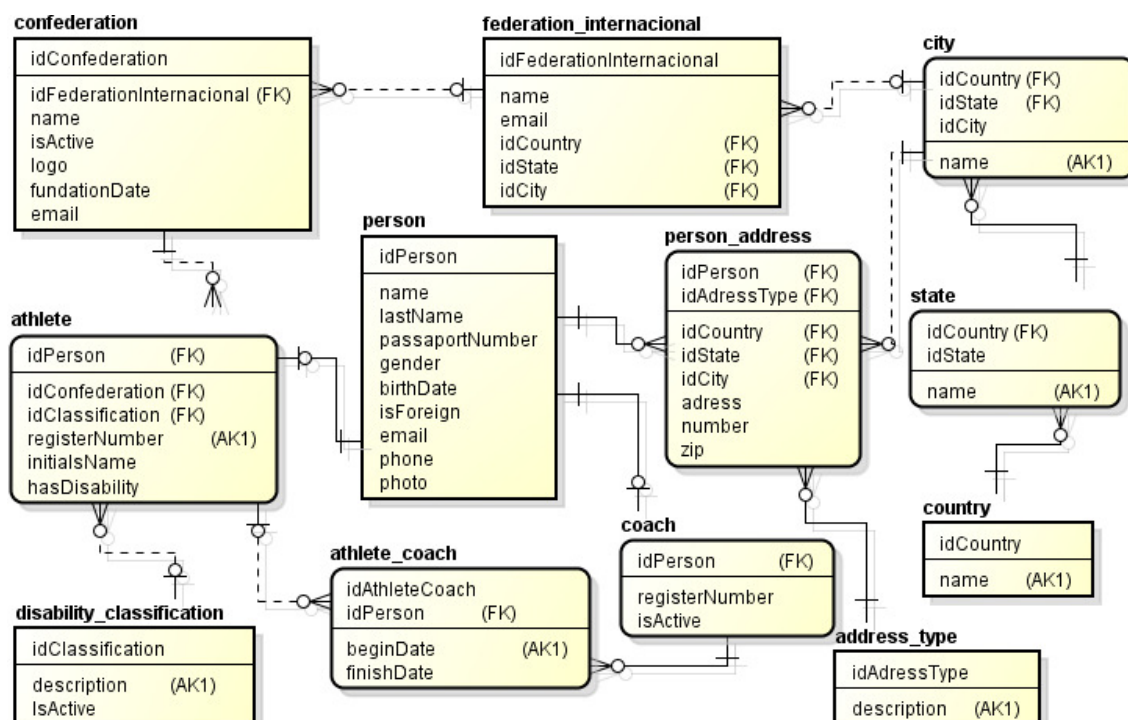 confederation
idConfederation
idFederationInternacional (FK)
name
isActive
logo
fundationDate
email
federation_internacional
idFederationInternacional
name
email
idCountry (FK)
idState (FK)
idCity (FK)
city
idCountry (FK)
idState (FK)
idCity
name (AK1)
person
idPerson
name
lastName
passaportNumber
gender
birthDate
isForeign
email
phone
photo
person_address
idPerson (FK)
idAdressType (FK)
idCountry (FK)
idState (FK)
idCity (FK)
adress
number
zip
state
idCountry (FK)
idState
name (AK1)
athlete
idPerson (FK)
idConfederation (FK)
idClassification (FK)
registerNumber (AK1)
initialsName
hasDisability
country
idCountry
name (AK1)
athlete_coach
idAthleteCoach
idPerson (FK)
beginDate (AK1)
finishDate
coach
idPerson (FK)
registerNumber
isActive
disability_classification
idClassification
description (AK1)
IsActive
address_type
idAdressType
description (AK1)